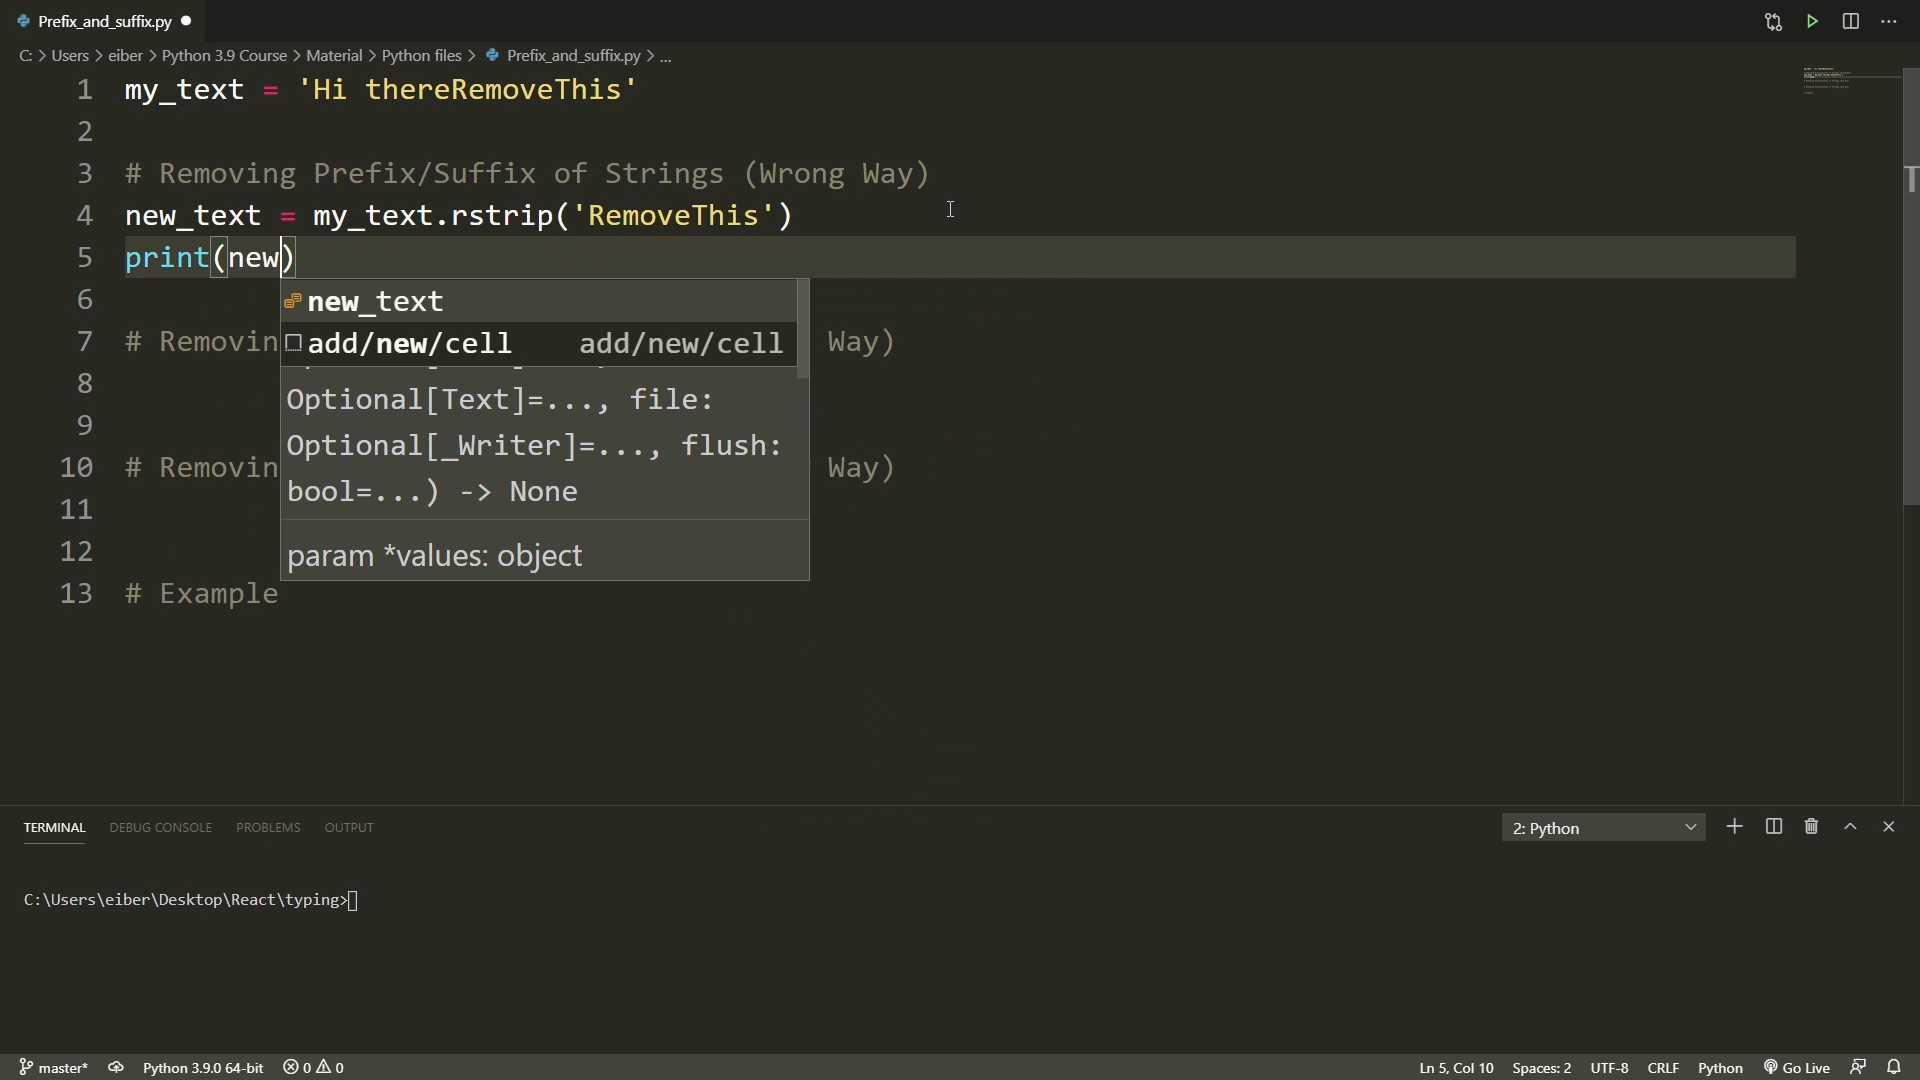 Prefix_and_suffix.py
C: > Users > eiber > Python 3.9 Course > Material > Python files > Prefix_and_suffix.py > ...
1 my_text = 'Hi thereRemoveThis'
2
3 # Removing Prefix/Suffix of Strings (Wrong Way)
4 new_text = my_text.rstrip('RemoveThis')
5 print(new)
6 new_text
7 # Removin add/new/cell add/new/cell Way)
8
Optional[Text]=..., file:
9 Optional[_Writer]=..., flush:
10 # Removin bool=...) -> None Way)
11
12 param *values: object
13 # Example
TERMINAL DEBUG CONSOLE PROBLEMS OUTPUT 2: Python
C:\Users\eiber\Desktop\React\typing>
master* Python 3.9.0 64-bit 0 0 Ln 5, Col 10 Spaces: 2 UTF-8 CRLF Python Go Live